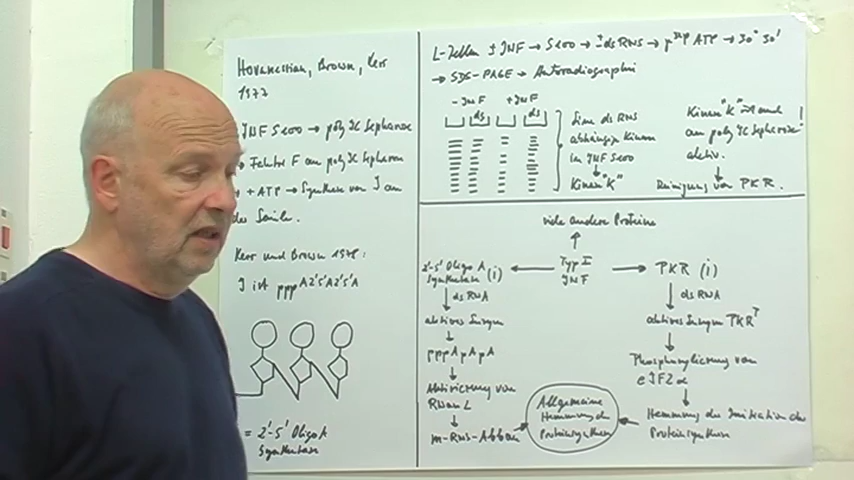 Hovanessian, Brown, Kerr
1977
INF S100 → poly IC Sepharose
→ Faktor F an poly IC Sepharose
+ ATP → Synthese von I an
der Säule.
Kerr und Brown 1978:
I ist pppA2'5'A2'5'A
= 2'-5' Oligo A
Synthetase
L-Zellen ± INF → S100 → ± ds RNS → γ32P ATP → 30° 30'
→ SDS-PAGE → Autoradiographie
- INF + INF
ds ds
Eine ds RNS
abhängige Kinase
in INF S100
↓
Kinase "K"
Kinase "K" ist auch !
an poly IC Sepharose
aktiv.
↓
Reinigung von PKR.
viele andere Proteine
↑
2'-5' Oligo A
Synthetase (i) ← Typ I
INF → PKR (i)
↓ ds RNA
aktives Enzym
↓
pppApApA
↓
Aktivierung von
RNase L
↓
m-RNS-Abbau
↓ ds RNA
aktives Enzym PKR
↓
Phosphorylierung von
eIF2α
↓
Hemmung der Initiation der
Proteinsynthese
Allgemeine
Hemmung der
Proteinsynthese